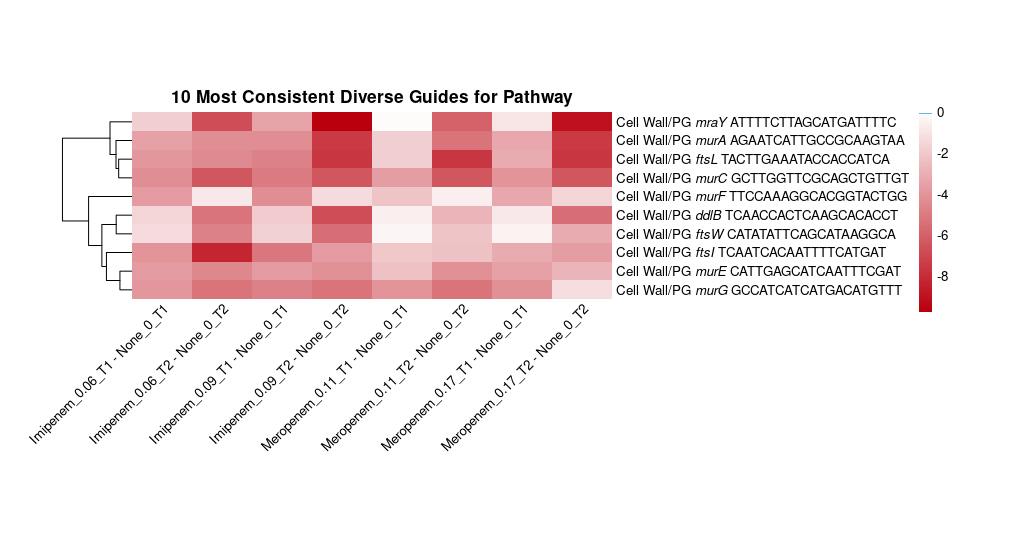 10 Most Consistent Diverse Guides for Pathway
Cell Wall/PG mraY ATTTTCTTAGCATGATTTTC
Cell Wall/PG murA AGAATCATTGCCGCAAGTAA
Cell Wall/PG ftsL TACTTGAAATACCACCATCA
Cell Wall/PG murC GCTTGGTTCGCAGCTGTTGT
Cell Wall/PG murF TTCCAAAGGCACGGTACTGG
Cell Wall/PG ddlB TCAACCACTCAAGCACACCT
Cell Wall/PG ftsW CATATATTCAGCATAAGGCA
Cell Wall/PG ftsI TCAATCACAATTTTCATGAT
Cell Wall/PG murE CATTGAGCATCAATTTCGAT
Cell Wall/PG murG GCCATCATCATGACATGTTT
0
-2
-4
-6
-8
Imipenem_0.06_T1 - None_0_T1
Imipenem_0.06_T2 - None_0_T2
Imipenem_0.09_T1 - None_0_T1
Imipenem_0.09_T2 - None_0_T2
Meropenem_0.11_T1 - None_0_T1
Meropenem_0.11_T2 - None_0_T2
Meropenem_0.17_T1 - None_0_T1
Meropenem_0.17_T2 - None_0_T2